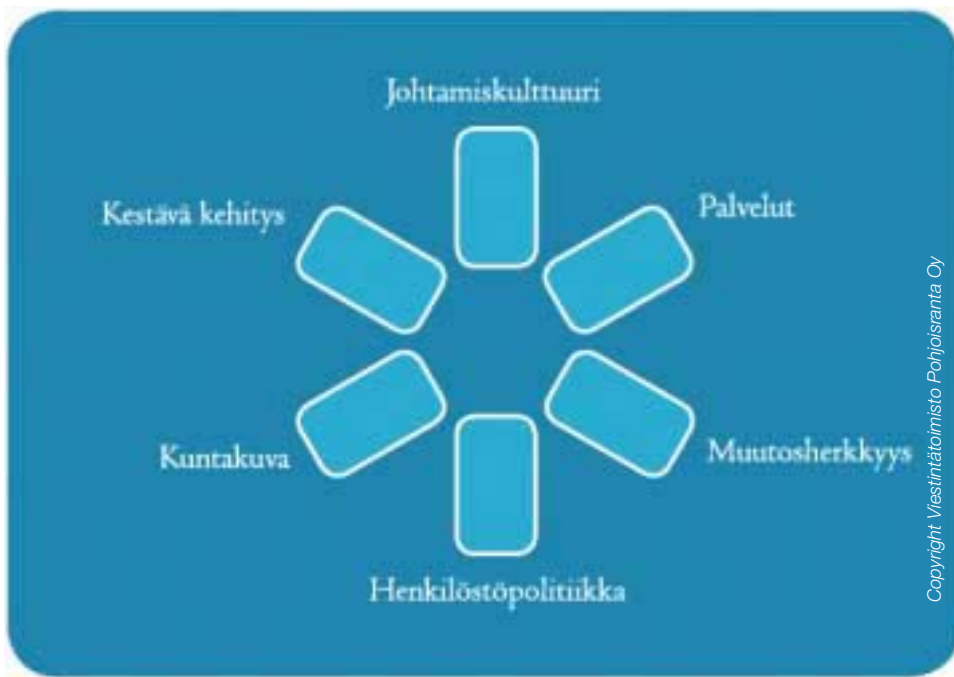 Johtamiskulttuuri
Kestävä kehitys
Palvelut
Kuntakuva
Muutosherkkyys
Henkilöstöpolitiikka
Copyright Viestintätoimisto Pohjoisranta Oy